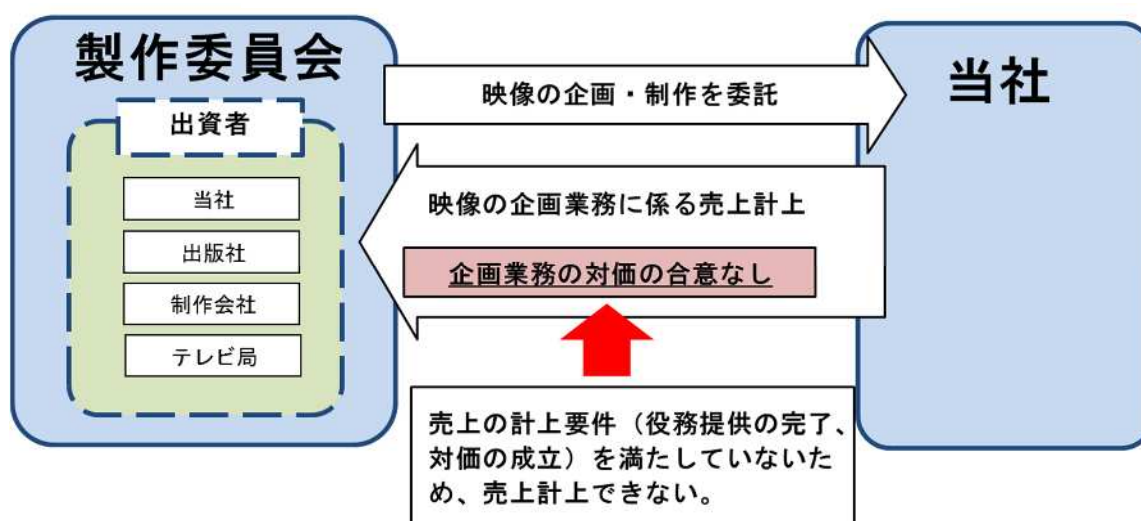 製作委員会
出資者
当社
出版社
制作会社
テレビ局
映像の企画・制作を委託
映像の企画業務に係る売上計上
企画業務の対価の合意なし
売上の計上要件（役務提供の完了、
対価の成立）を満たしていないた
め、売上計上できない。
当社